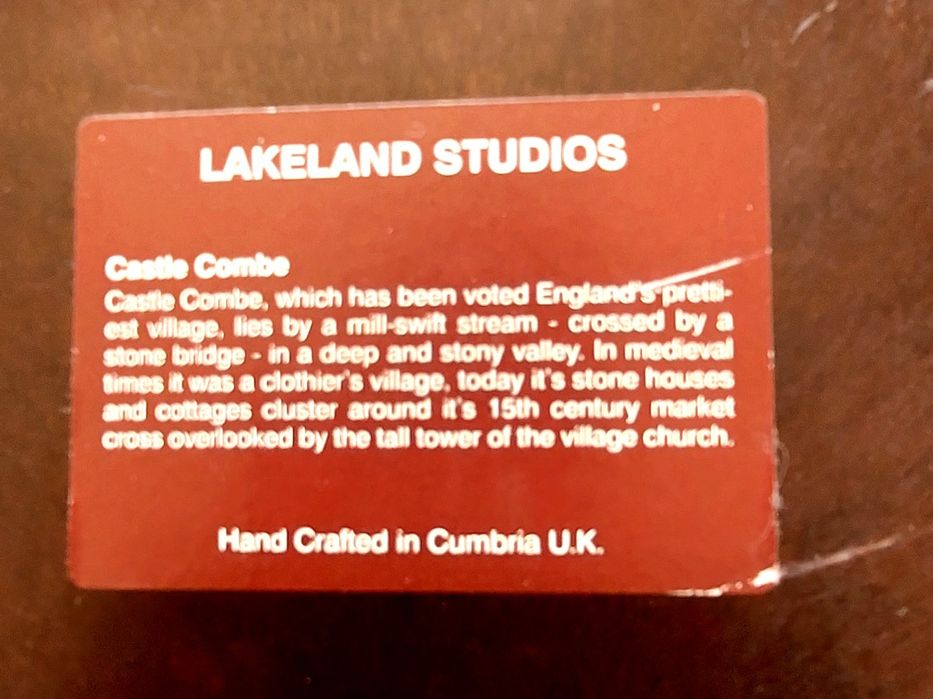 LAKELAND STUDIOS
Castle Combe
Castle Combe, which has been voted England's pretti-
est village, lies by a mill-swift stream - crossed by a
stone bridge - in a deep and stony valley. In medieval
times it was a clothier's village, today it's stone houses
and cottages cluster around it's 15th century market
cross overlooked by the tall tower of the village church.
Hand Crafted in Cumbria U.K.